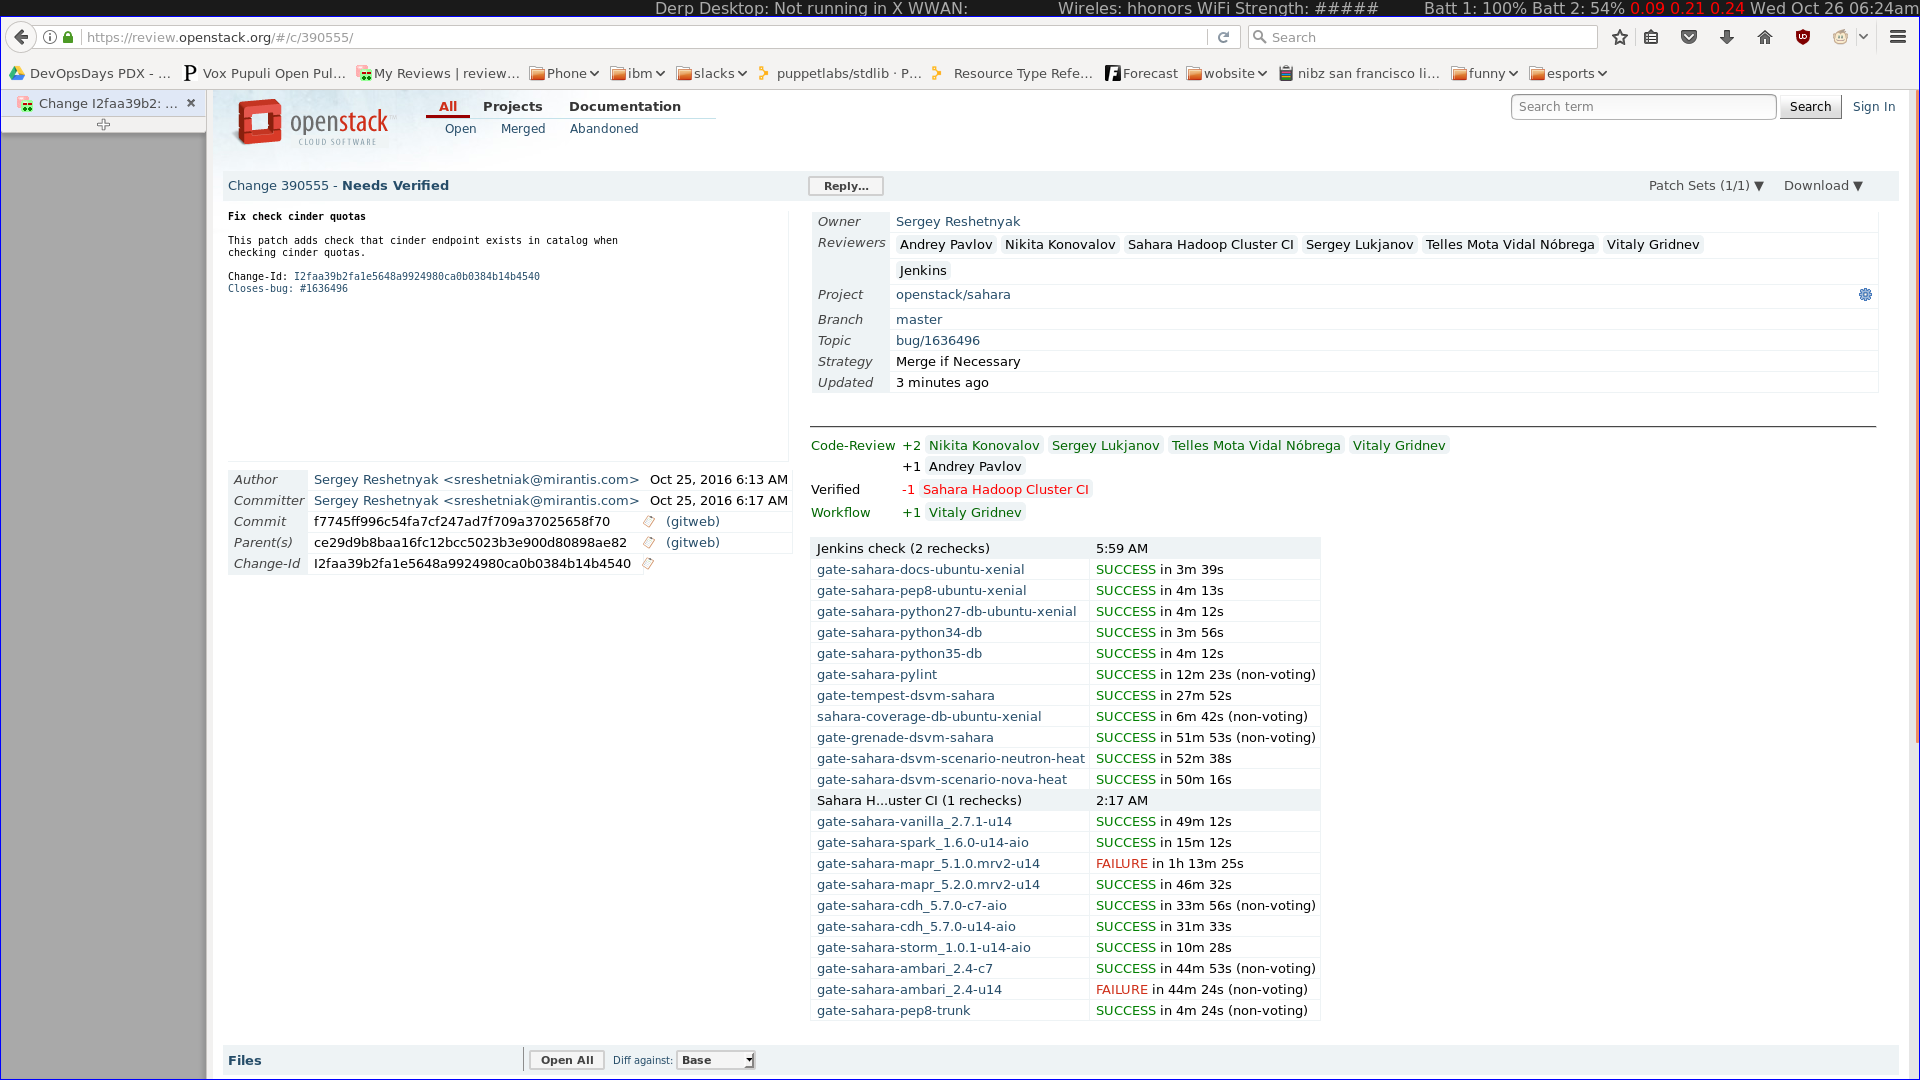 Derp Desktop: Not running in X WWAN: Wireles: hhonors WiFi Strength: ##### Batt 1: 100% Batt 2: 54% 0.09 0.21 0.24 Wed Oct 26 06:24am
https://review.openstack.org/#/c/390555/ Search
DevOpsDays PDX - ... Vox Pupuli Open Pul... My Reviews | review... Phone ibm slacks puppetlabs/stdlib · P... Resource Type Refe... Forecast wobsite nibz san francisco li... funny esports
Change I2faa39b2: ...
openstack
CLOUD SOFTWARE
All Projects Documentation
Open Merged Abandoned
Search term Search Sign In
Change 390555 - Needs Verified Reply... Patch Sets (1/1) ▼ Download ▼
Fix check cinder quotas
This patch adds check that cinder endpoint exists in catalog when
checking cinder quotas.
Change-Id: I2faa39b2fa1e5648a9924980ca0b0384b14b4540
Closes-bug: #1636496
Author Sergey Reshetnyak <sreshetniak@mirantis.com> Oct 25, 2016 6:13 AM
Committer Sergey Reshetnyak <sreshetniak@mirantis.com> Oct 25, 2016 6:17 AM
Commit f7745ff996c54fa7cf247ad7f709a37025658f70 (gitweb)
Parent(s) ce29d9b8baa16fc12bcc5023b3e900d80898ae82 (gitweb)
Change-Id I2faa39b2fa1e5648a9924980ca0b0384b14b4540
Owner Sergey Reshetnyak
Reviewers Andrey Pavlov Nikita Konovalov Sahara Hadoop Cluster CI Sergey Lukjanov Telles Mota Vidal Nóbrega Vitaly Gridnev
Jenkins
Project openstack/sahara
Branch master
Topic bug/1636496
Strategy Merge if Necessary
Updated 3 minutes ago
Code-Review +2 Nikita Konovalov Sergey Lukjanov Telles Mota Vidal Nóbrega Vitaly Gridnev
+1 Andrey Pavlov
Verified -1 Sahara Hadoop Cluster CI
Workflow +1 Vitaly Gridnev
Jenkins check (2 rechecks) 5:59 AM
gate-sahara-docs-ubuntu-xenial SUCCESS in 3m 39s
gate-sahara-pep8-ubuntu-xenial SUCCESS in 4m 13s
gate-sahara-python27-db-ubuntu-xenial SUCCESS in 4m 12s
gate-sahara-python34-db SUCCESS in 3m 56s
gate-sahara-python35-db SUCCESS in 4m 12s
gate-sahara-pylint SUCCESS in 12m 23s (non-voting)
gate-tempest-dsvm-sahara SUCCESS in 27m 52s
sahara-coverage-db-ubuntu-xenial SUCCESS in 6m 42s (non-voting)
gate-grenade-dsvm-sahara SUCCESS in 51m 53s (non-voting)
gate-sahara-dsvm-scenario-neutron-heat SUCCESS in 52m 38s
gate-sahara-dsvm-scenario-nova-heat SUCCESS in 50m 16s
Sahara H...uster CI (1 rechecks) 2:17 AM
gate-sahara-vanilla_2.7.1-u14 SUCCESS in 49m 12s
gate-sahara-spark_1.6.0-u14-aio SUCCESS in 15m 12s
gate-sahara-mapr_5.1.0.mrv2-u14 FAILURE in 1h 13m 25s
gate-sahara-mapr_5.2.0.mrv2-u14 SUCCESS in 46m 32s
gate-sahara-cdh_5.7.0-c7-aio SUCCESS in 33m 56s (non-voting)
gate-sahara-cdh_5.7.0-u14-aio SUCCESS in 31m 33s
gate-sahara-storm_1.0.1-u14-aio SUCCESS in 10m 28s
gate-sahara-ambari_2.4-c7 SUCCESS in 44m 53s (non-voting)
gate-sahara-ambari_2.4-u14 FAILURE in 44m 24s (non-voting)
gate-sahara-pep8-trunk SUCCESS in 4m 24s (non-voting)
Files Open All Diff against: Base